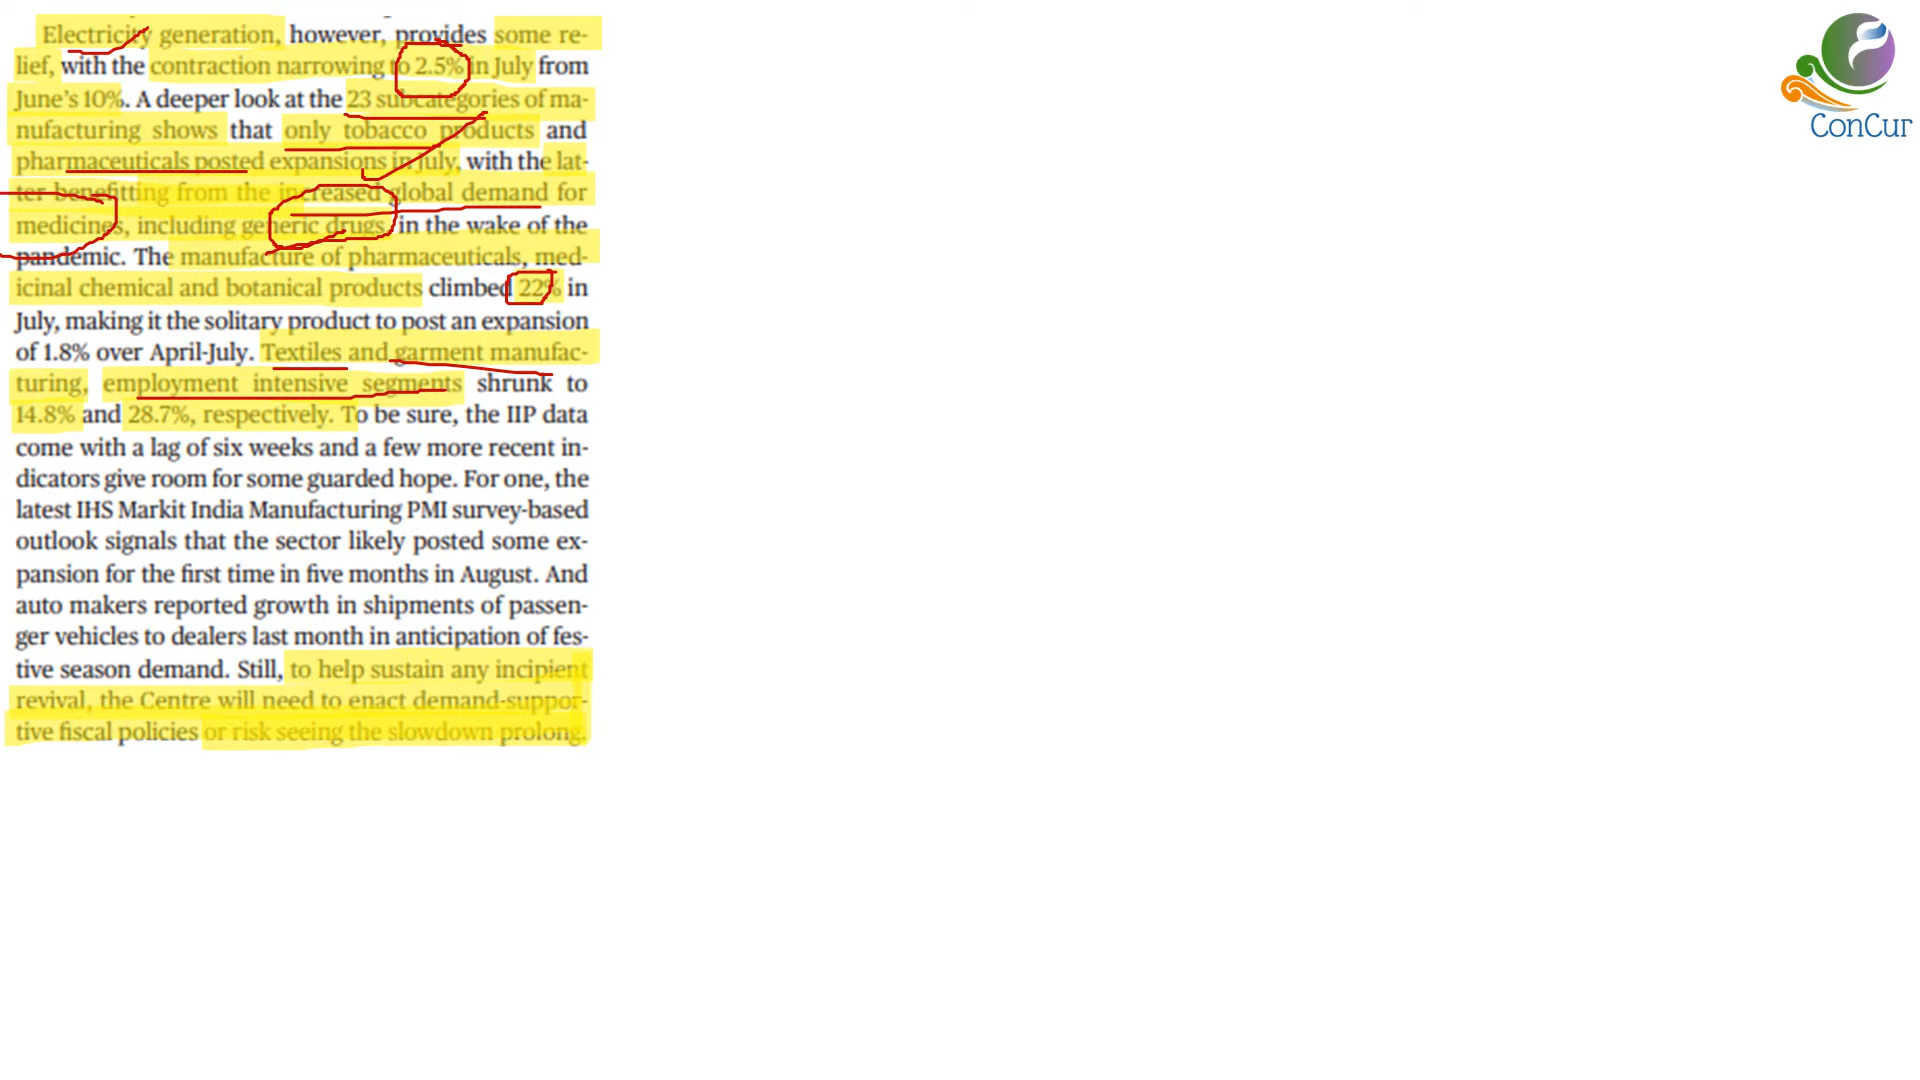 Electricity generation, however, provides some re-
lief, with the contraction narrowing to 2.5% in July from
June's 10%. A deeper look at the 23 subcategories of ma-
nufacturing shows that only tobacco products and
pharmaceuticals posted expansions in July, with the lat-
ter benefitting from the increased global demand for
medicines, including generic drugs, in the wake of the
pandemic. The manufacture of pharmaceuticals, med-
icinal chemical and botanical products climbed 22% in
July, making it the solitary product to post an expansion
of 1.8% over April-July. Textiles and garment manufac-
turing, employment intensive segments shrunk to
14.8% and 28.7%, respectively. To be sure, the IIP data
come with a lag of six weeks and a few more recent in-
dicators give room for some guarded hope. For one, the
latest IHS Markit India Manufacturing PMI survey-based
outlook signals that the sector likely posted some ex-
pansion for the first time in five months in August. And
auto makers reported growth in shipments of passen-
ger vehicles to dealers last month in anticipation of fes-
tive season demand. Still, to help sustain any incipient
revival, the Centre will need to enact demand-suppor-
tive fiscal policies or risk seeing the slowdown prolong.
ConCur